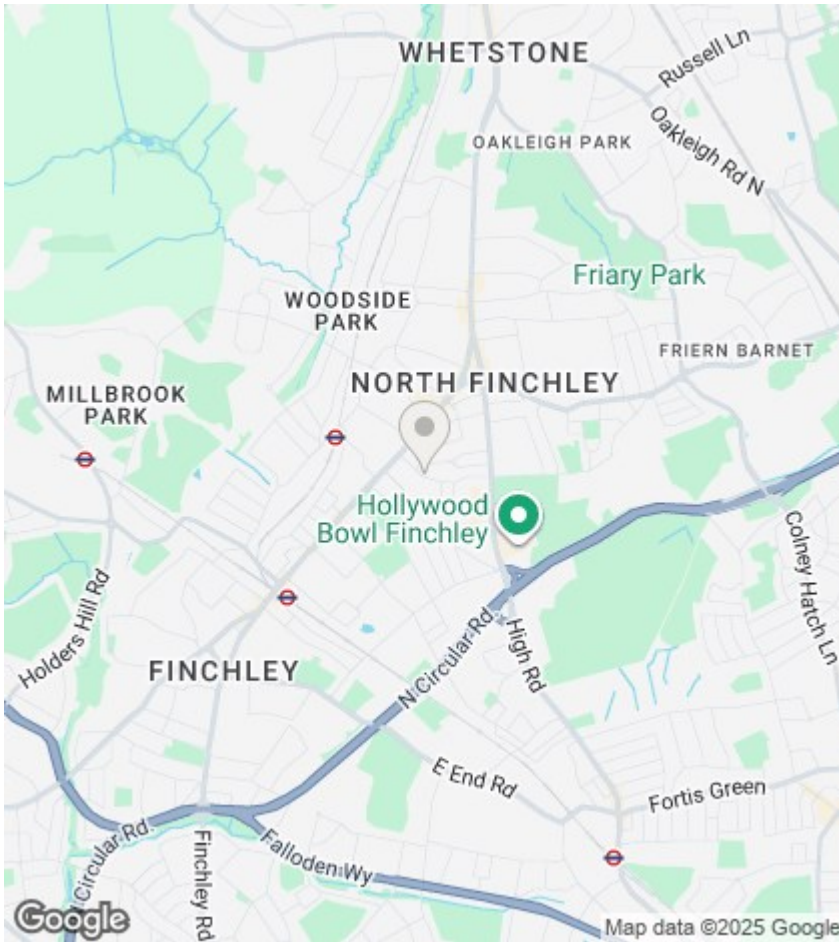 WHETSTONE
Russell Ln
OAKLEIGH PARK
Oakleigh Rd N
Friary Park
WOODSIDE
PARK
FRIERN BARNET
NORTH FINCHLEY
MILLBROOK
PARK
Hollywood
Bowl Finchley
Colney Hatch Ln
Holders Hill Rd
N Circular Rd
High Rd
FINCHLEY
E End Rd
Fortis Green
N Circular Rd
Finchley Rd
Falloden Wy
Google
Map data ©2025 Google